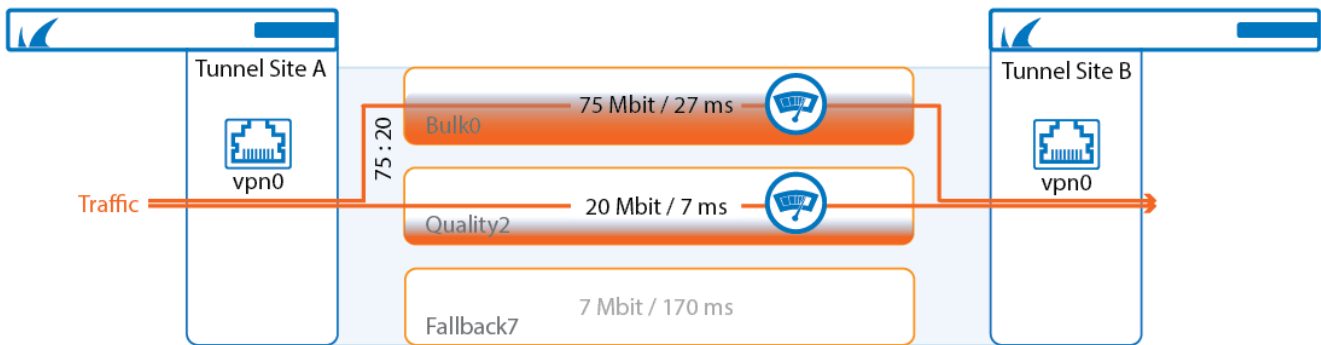 Tunnel Site A
Tunnel Site B
75 Mbit / 27 ms
Bulk0
75 : 20
vpn0
vpn0
Traffic
20 Mbit / 7 ms
Quality2
7 Mbit / 170 ms
Fallback7